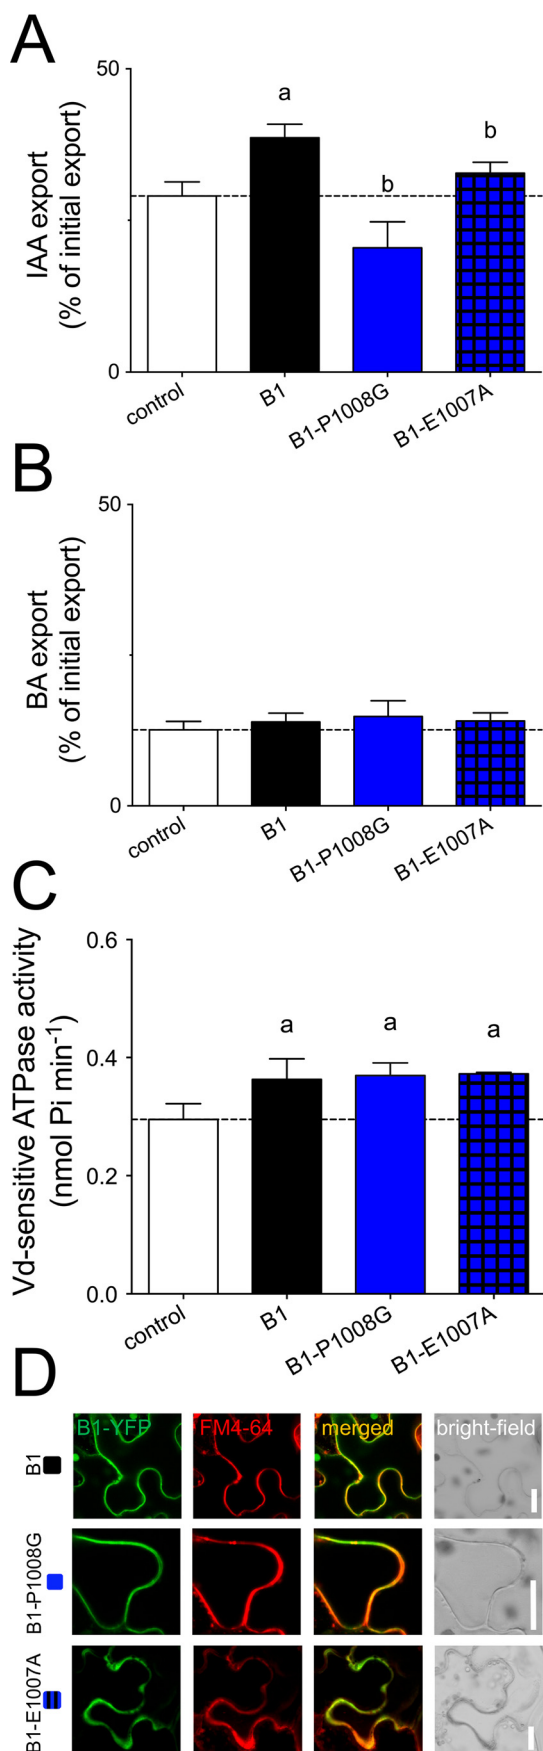 A
IAA export
(% of initial export)
50
0
a
b
b
control
B1
B1-P1008G
B1-E1007A
B
BA export
(% of initial export)
50
0
control
B1
B1-P1008G
B1-E1007A
C
Vd-sensitive ATPase activity
(nmol Pi min⁻¹)
0.6
0.4
0.2
0.0
a
a
a
control
B1
B1-P1008G
B1-E1007A
D
B1-YFP
FM4-64
merged
bright-field
B1
B1-P1008G
B1-E1007A